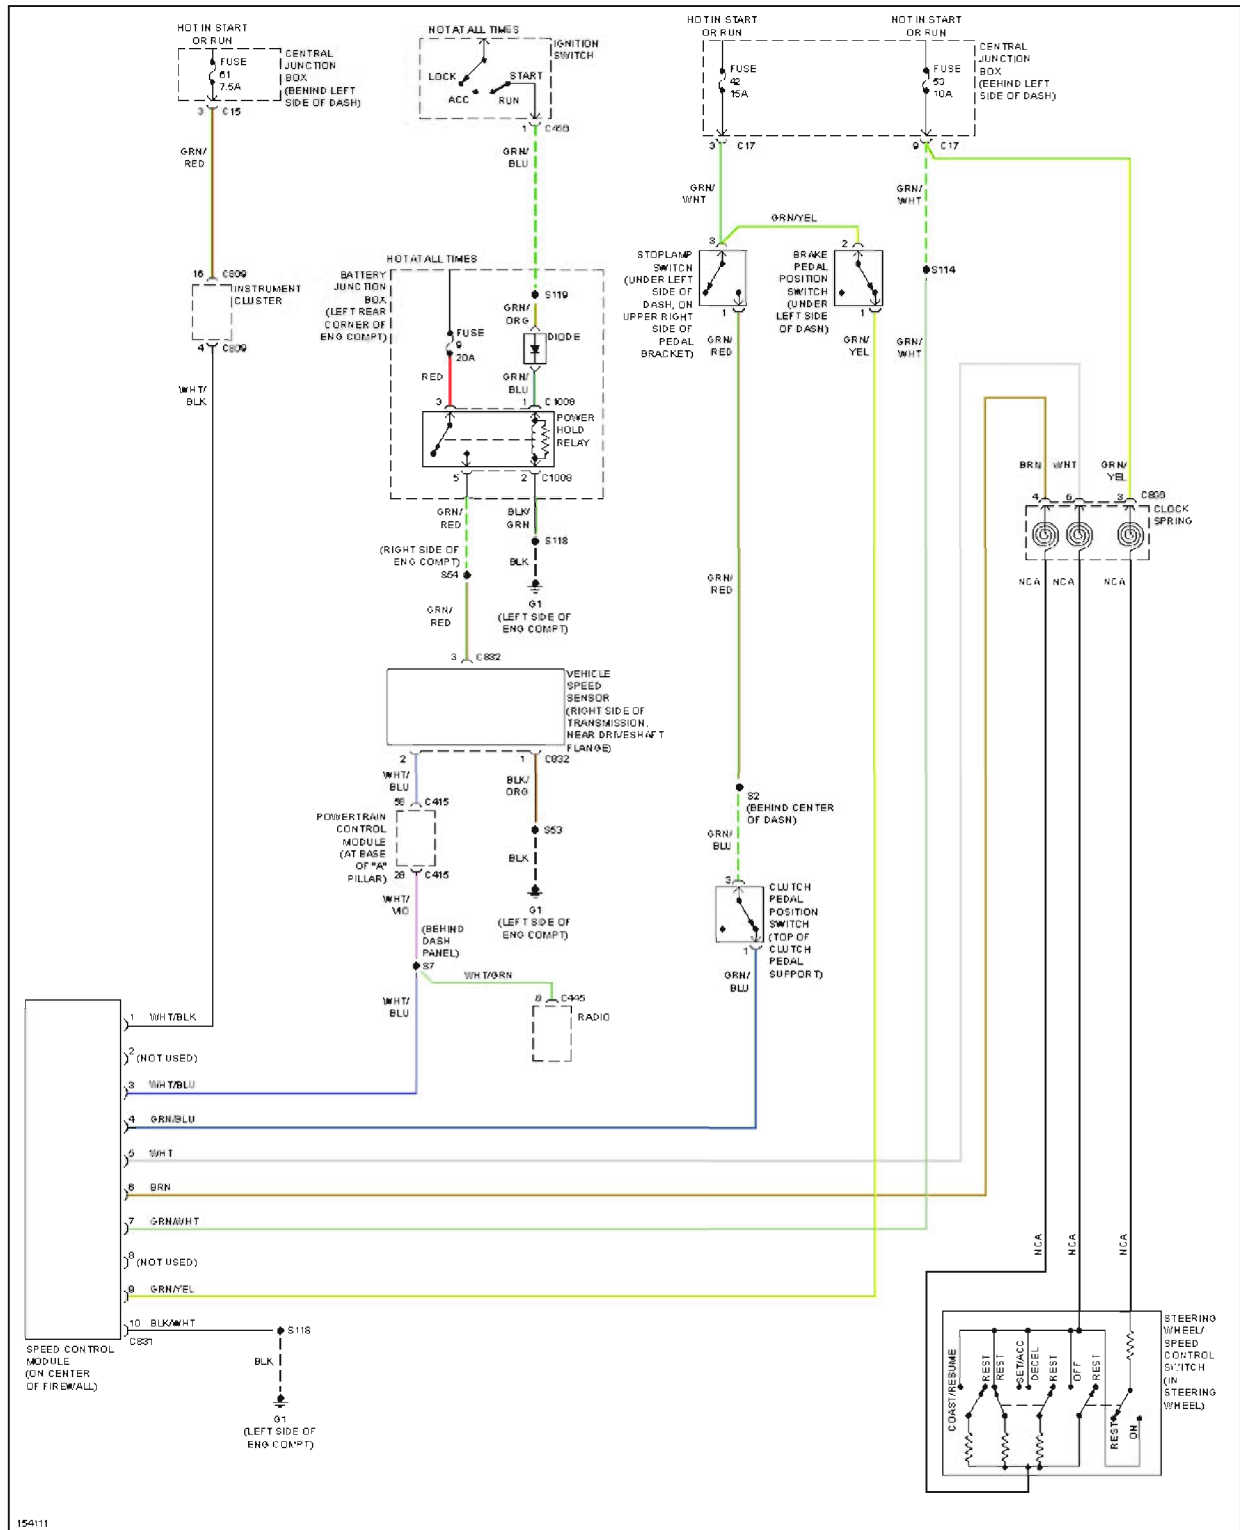 HOT IN START
OR RUN
FUSE
61
7.5A
CENTRAL
JUNCTION
BOX
(BEHIND LEFT
SIDE OF DASH)
3 C15
GRN/
RED
16 C809
INSTRUMENT
CLUSTER
4 C809
WHT/
BLK
NOT AT ALL TIMES
IGNITION
SWITCH
LOCK
ACC
RUN
START
1
GRN/
BLU
HOT AT ALL TIMES
BATTERY
JUNCTION
BOX
(LEFT REAR
CORNER OF
ENG COMPT)
S119
GRN/
ORG
DIODE
FUSE
9
20A
RED
GRN/
BLU
3
1 C1008
POWER
HOLD
RELAY
5
2 C1008
GRN/
RED
BLK/
GRN
S118
(RIGHT SIDE OF
ENG COMPT)
S54
BLK
G1
(LEFT SIDE OF
ENG COMPT)
GRN/
RED
3 C832
VEHICLE
SPEED
SENSOR
(RIGHT SIDE OF
TRANSMISSION,
NEAR DRIVESHAFT
FLANGE)
2
1 C832
WHT/
BLU
BLK/
ORG
58 C415
POWERTRAIN
CONTROL
MODULE
(AT BASE
OF "A"
PILLAR)
28 C415
S53
BLK
G1
(LEFT SIDE OF
ENG COMPT)
WHT/
VIO
(BEHIND
DASH
PANEL)
S7
WHT/GRN
WHT/
BLU
8 C445
RADIO
HOT IN START
OR RUN
FUSE
42
15A
NOT IN START
OR RUN
FUSE
53
10A
CENTRAL
JUNCTION
BOX
(BEHIND LEFT
SIDE OF DASH)
3 C17
9 C17
GRN/
WHT
GRN/
WHT
GRN/YEL
3
STOPLAMP
SWITCH
(UNDER LEFT
SIDE OF
DASH, ON
UPPER RIGHT
SIDE OF
PEDAL
BRACKET)
1
2
BRAKE
PEDAL
POSITION
SWITCH
(UNDER
LEFT SIDE
OF DASH)
1
S114
GRN/
RED
GRN/
YEL
GRN/
WHT
GRN/
RED
S2
(BEHIND CENTER
OF DASH)
GRN/
BLU
3
CLUTCH
PEDAL
POSITION
SWITCH
(TOP OF
CLUTCH
PEDAL
SUPPORT)
1
GRN/
BLU
BRN WHT GRN/
YEL
4 6 3
CLOCK
SPRING
NCA NCA NCA
1 WHT/BLK
2 (NOT USED)
3 WHT/BLU
4 GRN/BLU
5 WHT
6 BRN
7 GRN/WHT
8 (NOT USED)
9 GRN/YEL
10 BLK/WHT
C831
SPEED CONTROL
MODULE
(ON CENTER
OF FIREWALL)
S118
BLK
G1
(LEFT SIDE OF
ENG COMPT)
NCA NCA NCA
STEERING
WHEEL/
SPEED
CONTROL
SWITCH
(IN
STEERING
WHEEL)
COAST/RESUME
REST
REST
SET/ACC
DECEL
REST
OFF
REST
REST
ON
154111